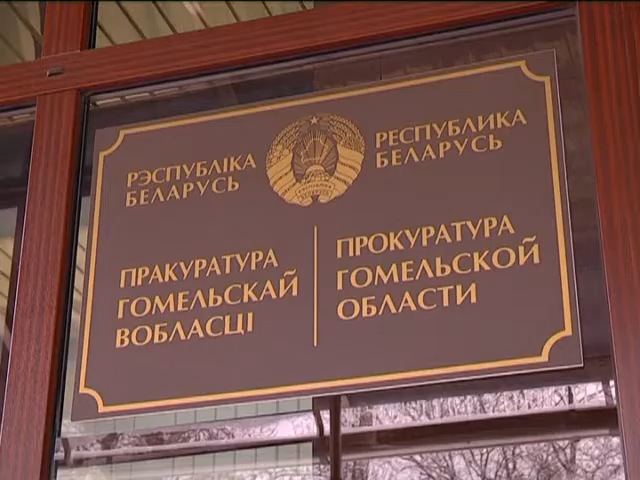 РЭСПУБЛІКА
БЕЛАРУСЬ
РЕСПУБЛИКА
БЕЛАРУСЬ
ПРАКУРАТУРА
ГОМЕЛЬСКАЙ
ВОБЛАСЦІ
ПРОКУРАТУРА
ГОМЕЛЬСКОЙ
ОБЛАСТИ